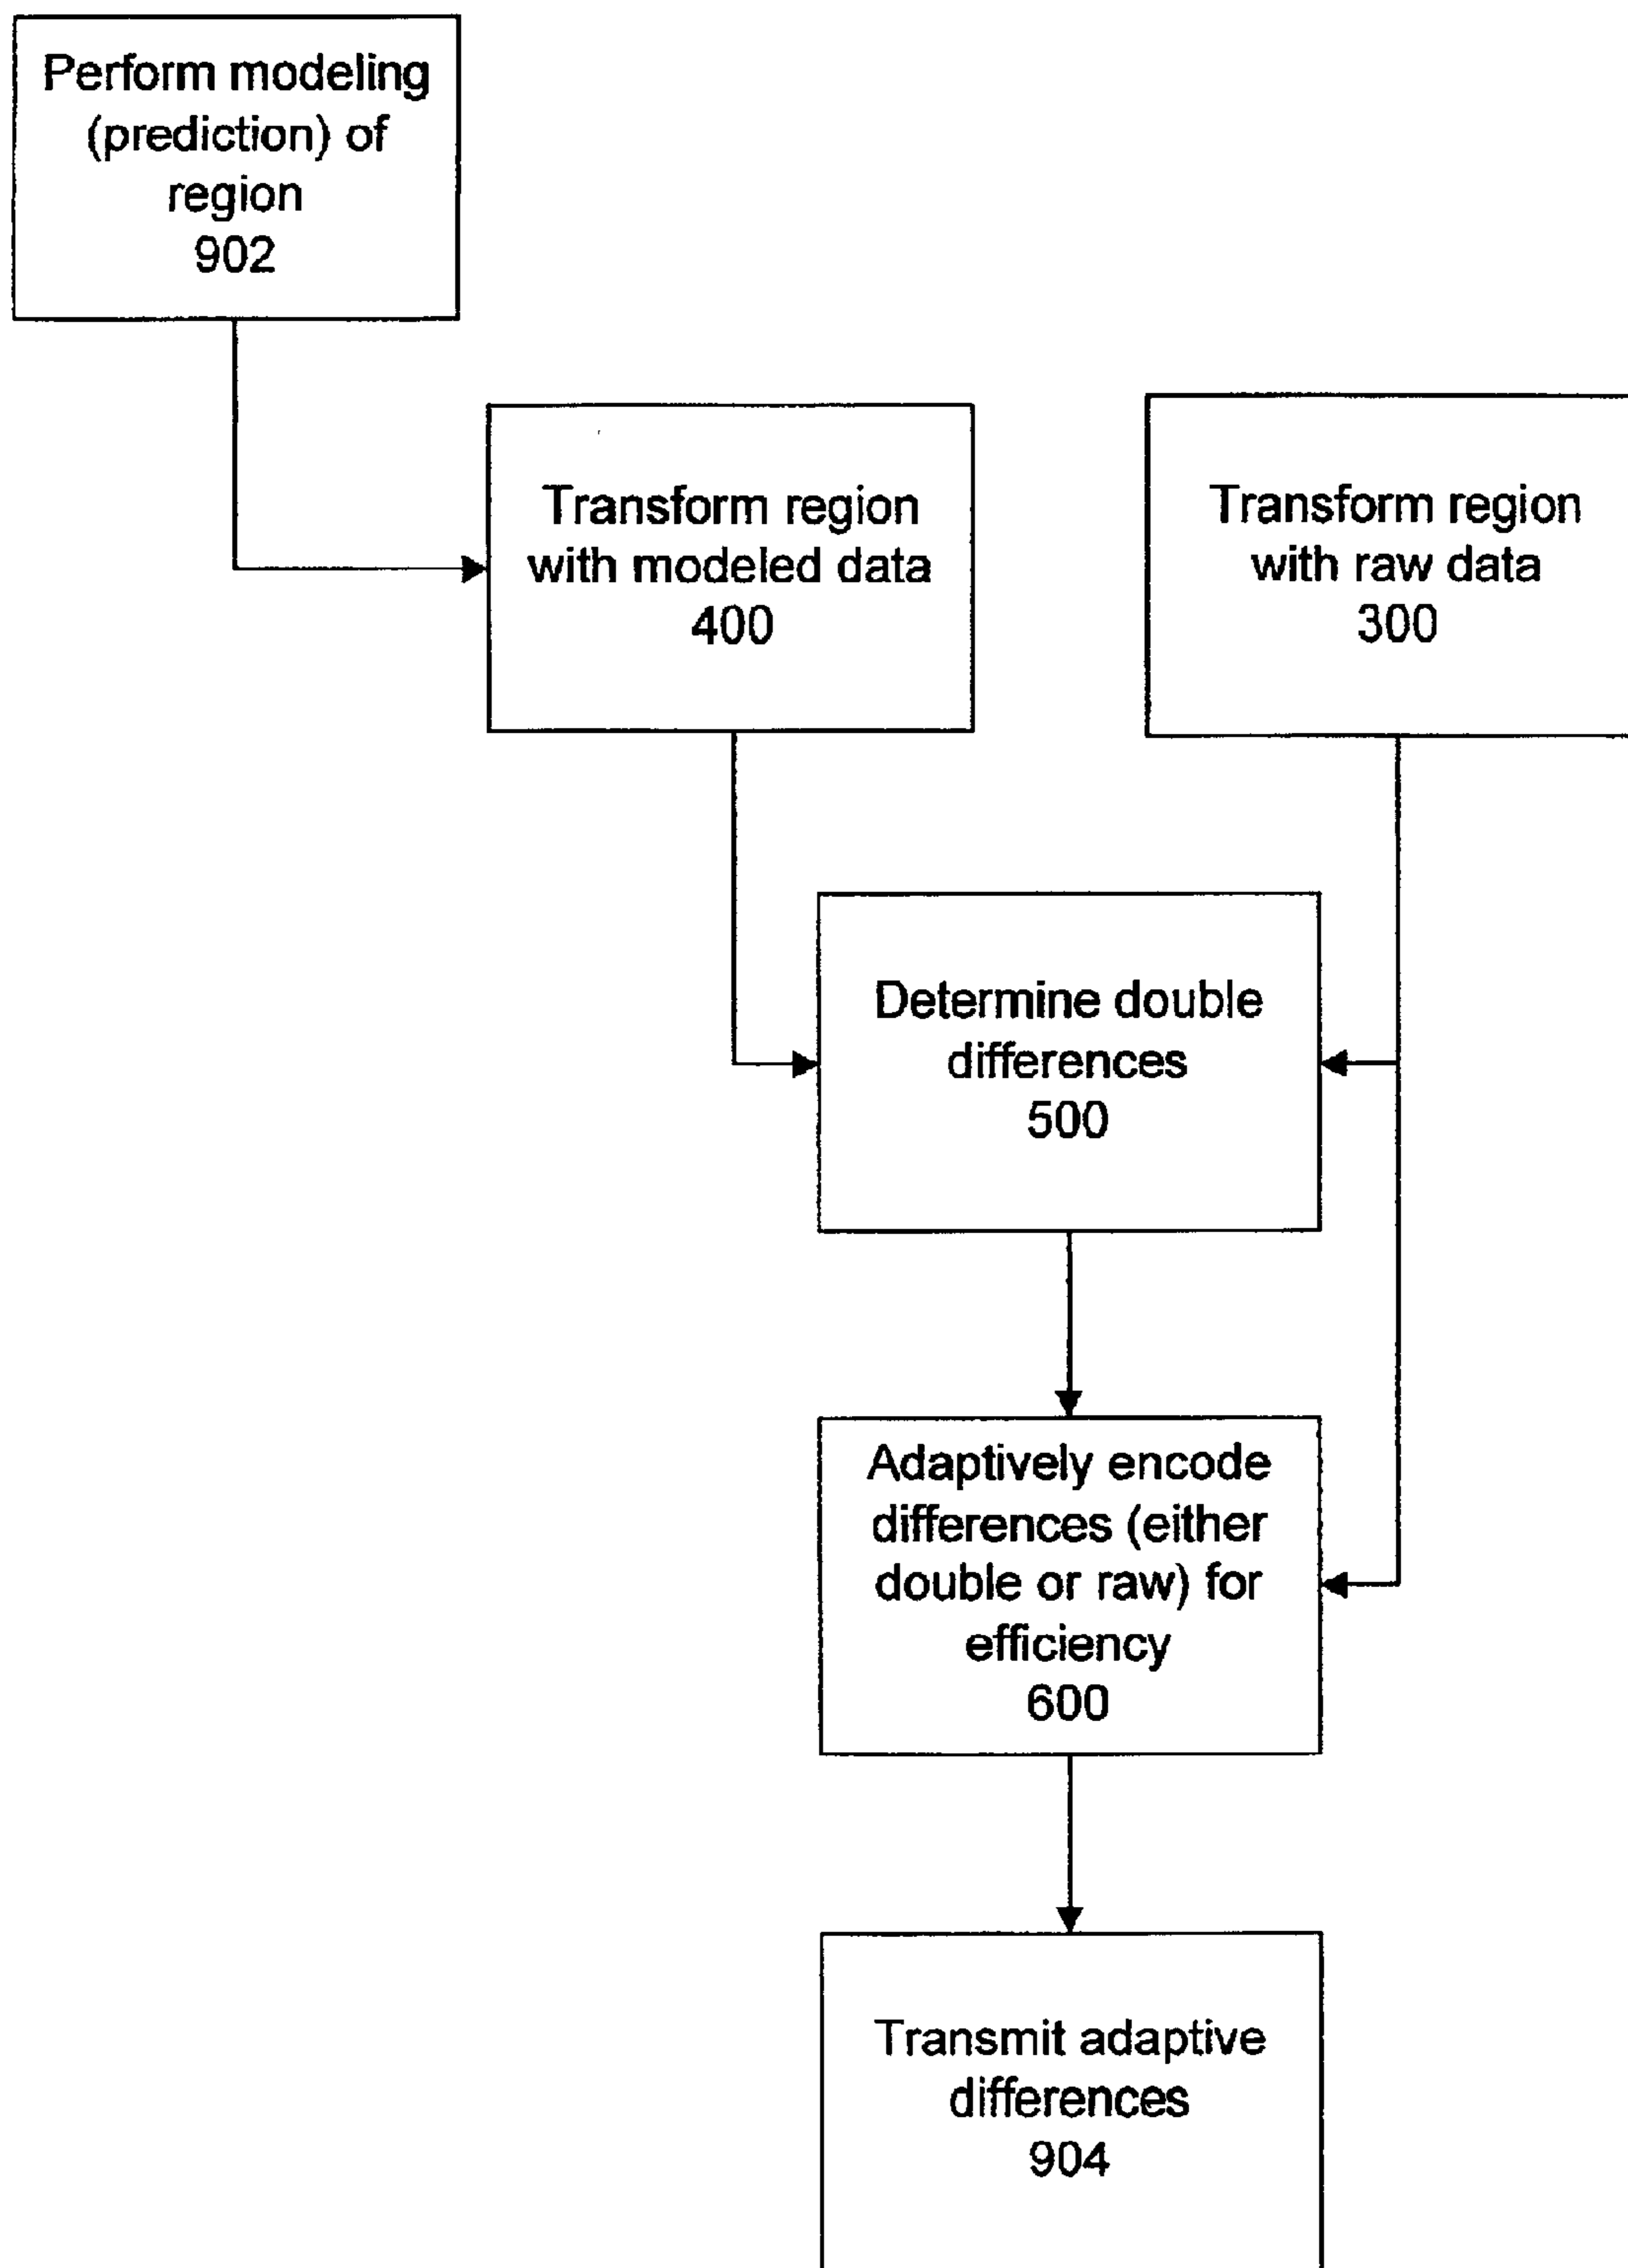 Perform modeling
(prediction) of
region
902
Transform region
with modeled data
400
Transform region
with raw data
300
Determine double
differences
500
Adaptively encode
differences (either
double or raw) for
efficiency
600
Transmit adaptive
differences
904